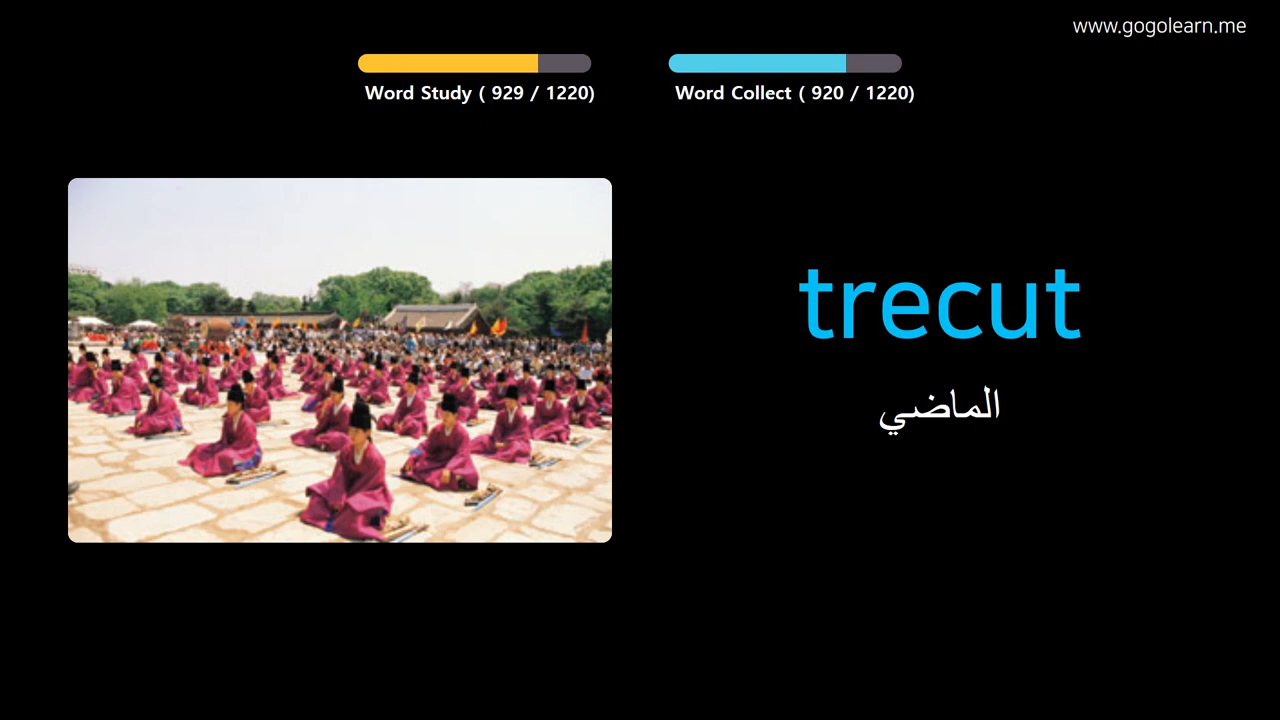 www.gogolearn.me
Word Study ( 929 / 1220)
Word Collect ( 920 / 1220)
trecut
الماضي